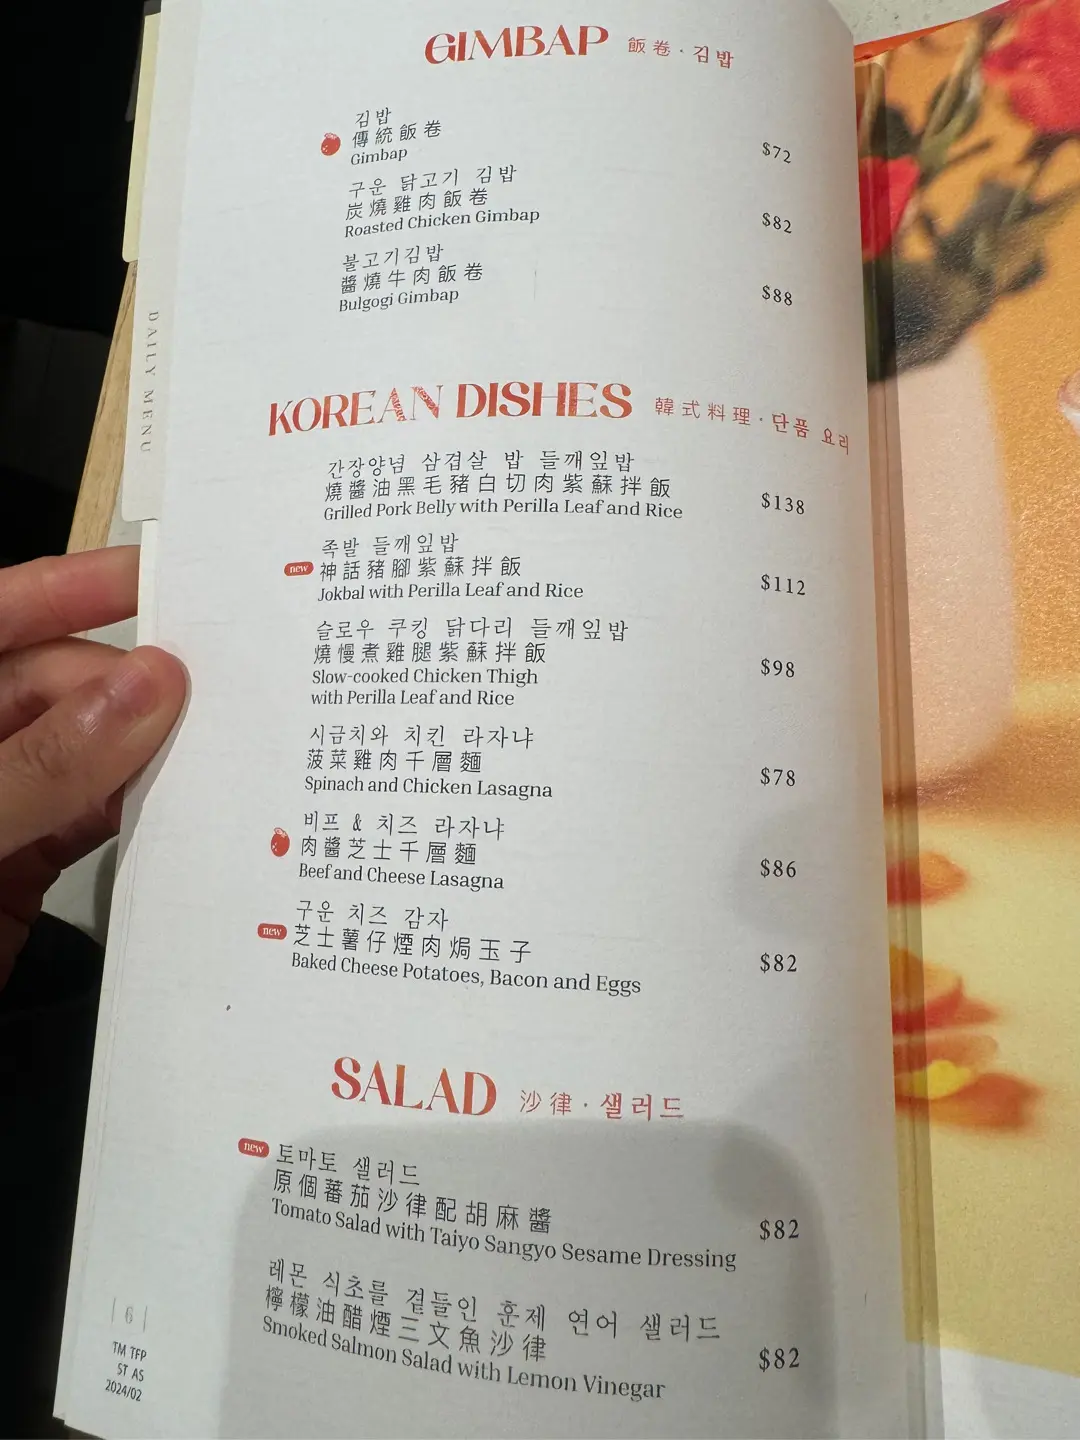 GIMBAP 飯卷·김밥
김밥
傳統飯卷
Gimbap
$72
구운 닭고기 김밥
炭燒雞肉飯卷
Roasted Chicken Gimbap
$82
불고기김밥
醬燒牛肉飯卷
Bulgogi Gimbap
$88
DAILY MENU
KOREAN DISHES 韓式料理·단품 요리
간장양념 삼겹살 밥 들깨잎밥
燒醬油黑毛豬白切肉紫蘇拌飯
Grilled Pork Belly with Perilla Leaf and Rice
$138
new
족발 들깨잎밥
神話豬腳紫蘇拌飯
Jokbal with Perilla Leaf and Rice
$112
슬로우 쿠킹 닭다리 들깨잎밥
燒慢煮雞腿紫蘇拌飯
Slow-cooked Chicken Thigh
with Perilla Leaf and Rice
$98
시금치와 치킨 라자냐
菠菜雞肉千層麵
Spinach and Chicken Lasagna
$78
비프 & 치즈 라자냐
肉醬芝士千層麵
Beef and Cheese Lasagna
$86
new
구운 치즈 감자
芝士薯仔煙肉焗玉子
Baked Cheese Potatoes, Bacon and Eggs
$82
SALAD 沙律·샐러드
new
토마토 샐러드
原個蕃茄沙律配胡麻醬
Tomato Salad with Taiyo Sangyo Sesame Dressing
$82
레몬 식초를 곁들인 훈제 연어 샐러드
檸檬油醋煙三文魚沙律
Smoked Salmon Salad with Lemon Vinegar
$82
| 6 |
TM TFP
ST AS
2024/02